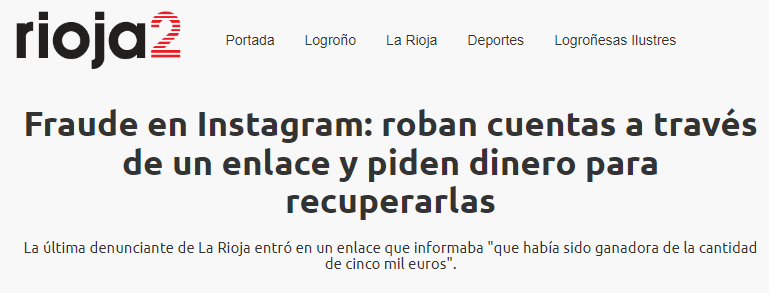 rioja2
Portada Logroño La Rioja Deportes Logroñesas Ilustres
Fraude en Instagram: roban cuentas a través
de un enlace y piden dinero para
recuperarlas
La última denunciante de La Rioja entró en un enlace que informaba "que había sido ganadora de la cantidad
de cinco mil euros".